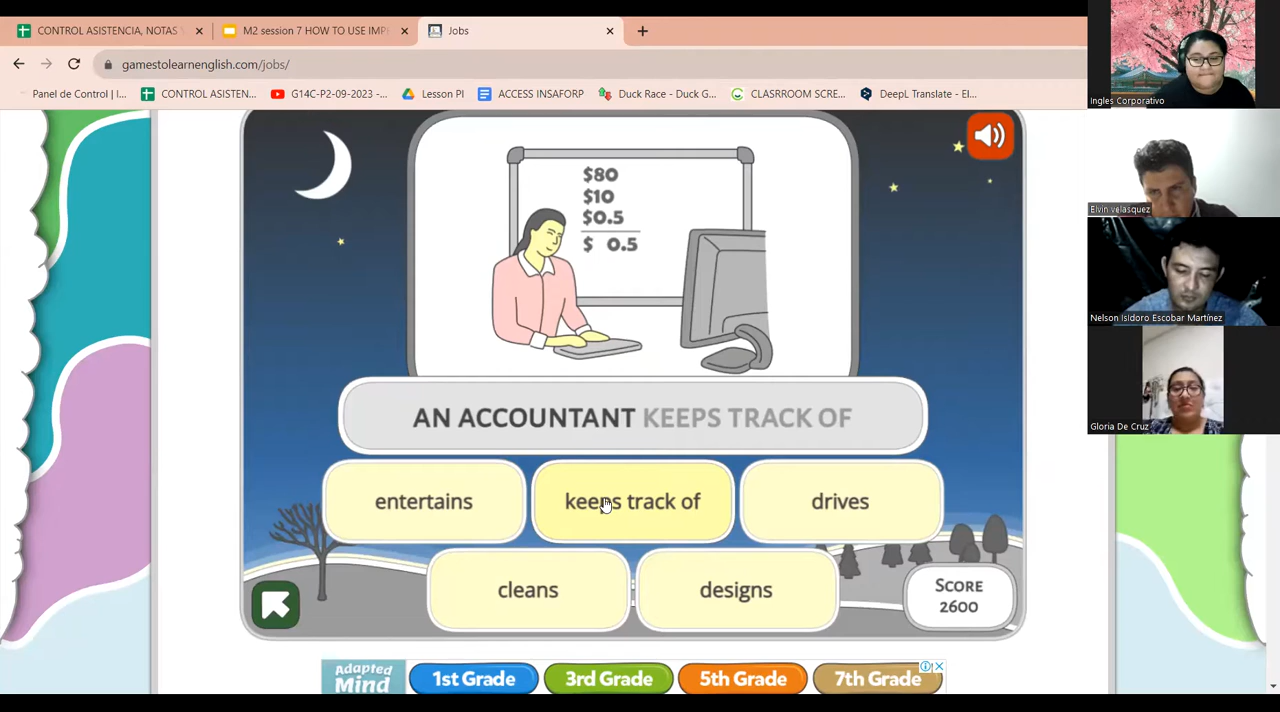 CONTROL ASISTENCIA, NOTAS
M2 session 7 HOW TO USE IMP
Jobs
gamestolearnenglish.com/jobs/
Panel de Control | I...
CONTROL ASISTEN...
G14C-P2-09-2023 -...
Lesson Pl
ACCESS INSAFORP
Duck Race - Duck G...
CLASRROOM SCRE...
DeepL Translate - El...
Ingles Corporativo
Elvin velasquez
Nelson Isidoro Escobar Martínez
Gloria De Cruz
$80
$10
$0.5
$ 0.5
AN ACCOUNTANT KEEPS TRACK OF
entertains
keeps track of
drives
cleans
designs
SCORE
2600
Adapted
Mind
1st Grade
3rd Grade
5th Grade
7th Grade